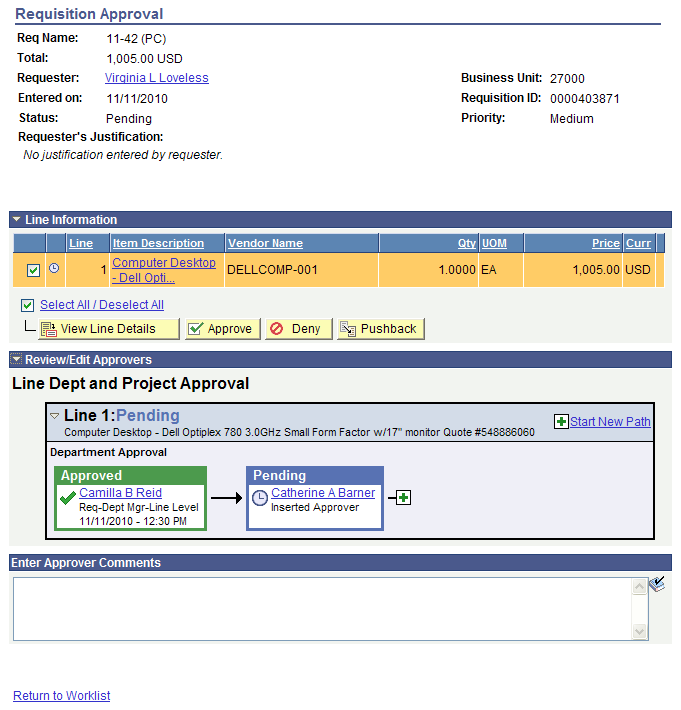 Requisition Approval
Req Name: 11-42 (PC)
Total: 1,005.00 USD
Requester: Virginia L Loveless Business Unit: 27000
Entered on: 11/11/2010 Requisition ID: 0000403871
Status: Pending Priority: Medium
Requester's Justification:
No justification entered by requester.
Line Information
Line Item Description Vendor Name Qty UOM Price Curr
1 Computer Desktop - Dell Opti... DELLCOMP-001 1.0000 EA 1,005.00 USD
Select All / Deselect All
View Line Details Approve Deny Pushback
Review/Edit Approvers
Line Dept and Project Approval
Line 1:Pending
Start New Path
Computer Desktop - Dell Optiplex 780 3.0GHz Small Form Factor w/17" monitor Quote #548886060
Department Approval
Approved
Camilla B Reid
Req-Dept Mgr-Line Level
11/11/2010 - 12:30 PM
Pending
Catherine A Barner
Inserted Approver
Enter Approver Comments
Return to Worklist